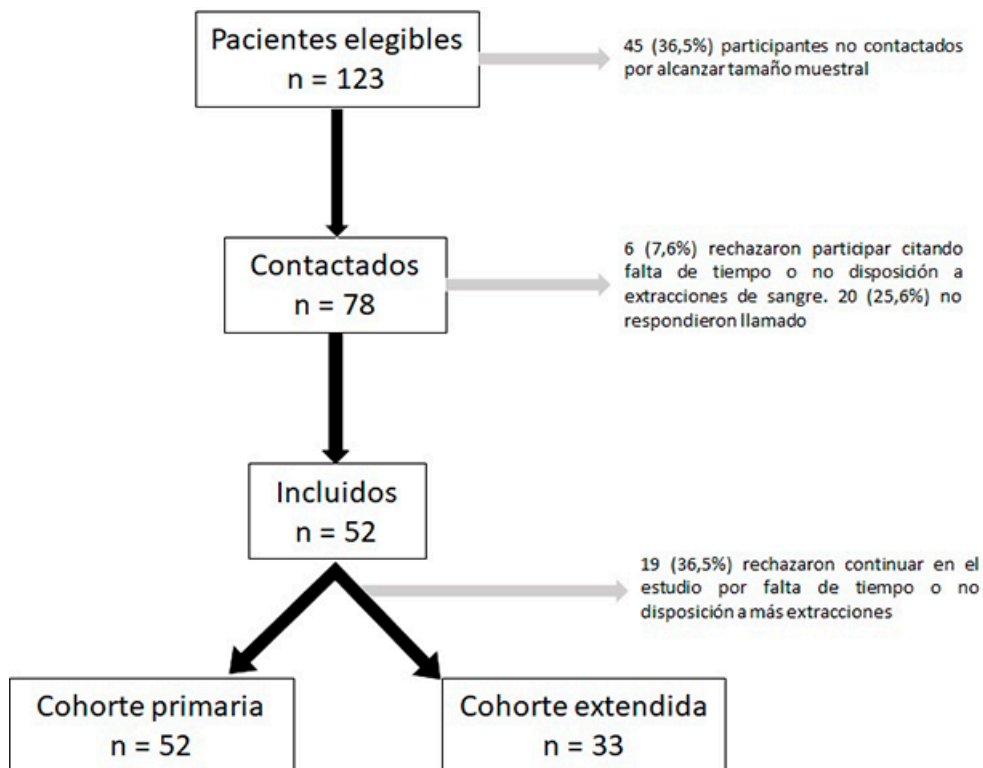 Pacientes elegibles
n = 123
45 (36,5%) participantes no contactados
por alcanzar tamaño muestral
Contactados
n = 78
6 (7,6%) rechazaron participar citando
falta de tiempo o no disposición a
extracciones de sangre. 20 (25,6%) no
respondieron llamado
Incluidos
n = 52
19 (36,5%) rechazaron continuar en el
estudio por falta de tiempo o no
disposición a más extracciones
Cohorte primaria
n = 52
Cohorte extendida
n = 33